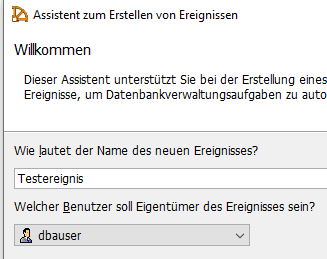 Assistent zum Erstellen von Ereignissen
Willkommen
Dieser Assistent unterstützt Sie bei der Erstellung eines
Ereignisse, um Datenbankverwaltungsaufgaben zu auto
Wie lautet der Name des neuen Ereignisses?
Testereignis
Welcher Benutzer soll Eigentümer des Ereignisses sein?
dbauser